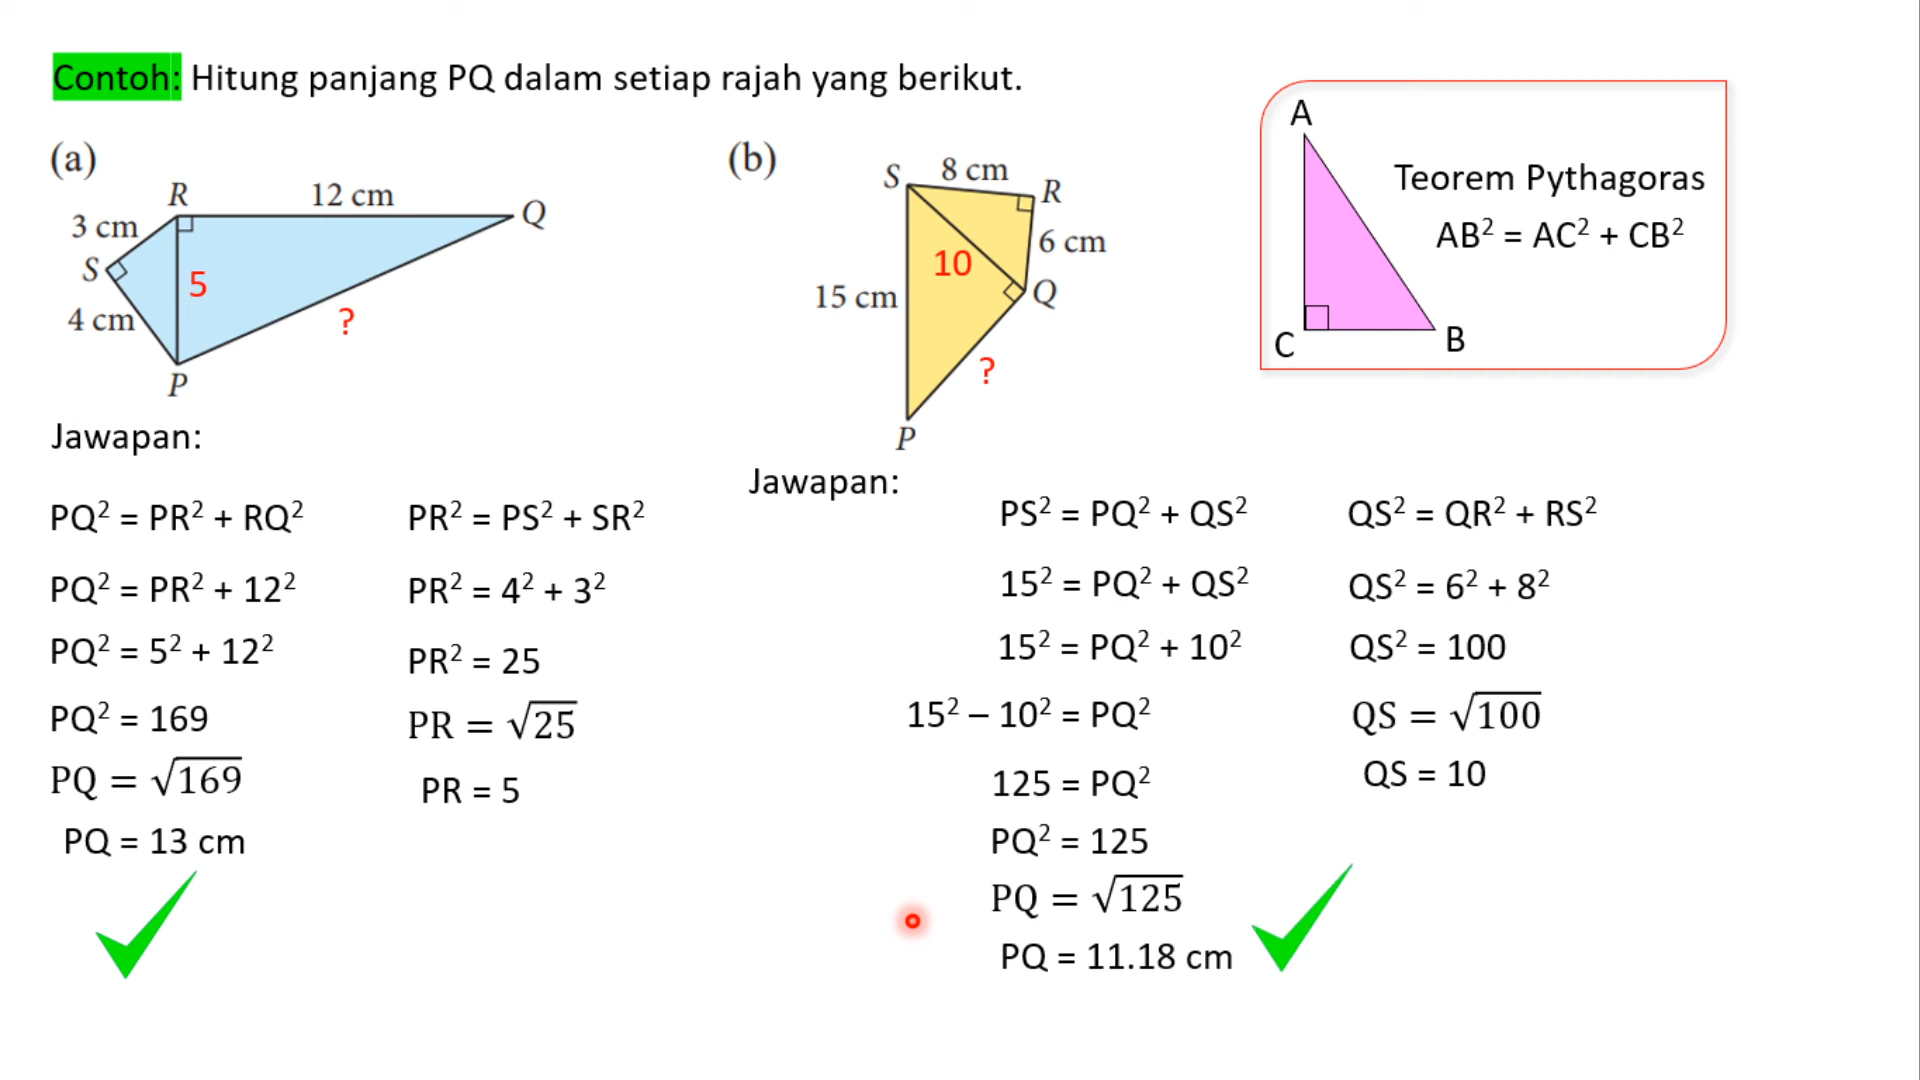 Contoh: Hitung panjang PQ dalam setiap rajah yang berikut.
(a)
R
12 cm
Q
3 cm
S
5
4 cm
?
P
(b)
S
8 cm
R
10
6 cm
15 cm
Q
?
P
A
Teorem Pythagoras
AB² = AC² + CB²
C
B
Jawapan:
PQ² = PR² + RQ²
PQ² = PR² + 12²
PQ² = 5² + 12²
PQ² = 169
PQ = √169
PQ = 13 cm
PR² = PS² + SR²
PR² = 4² + 3²
PR² = 25
PR = √25
PR = 5
Jawapan:
PS² = PQ² + QS²
15² = PQ² + QS²
15² = PQ² + 10²
15² – 10² = PQ²
125 = PQ²
PQ² = 125
PQ = √125
PQ = 11.18 cm
QS² = QR² + RS²
QS² = 6² + 8²
QS² = 100
QS = √100
QS = 10